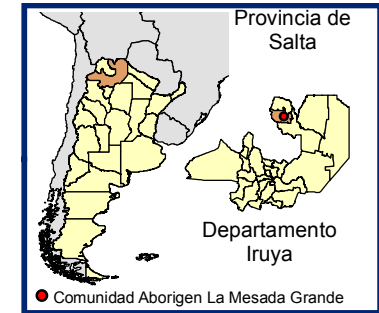 Provincia de
Salta
Departamento
Iruya
Comunidad Aborigen La Mesada Grande